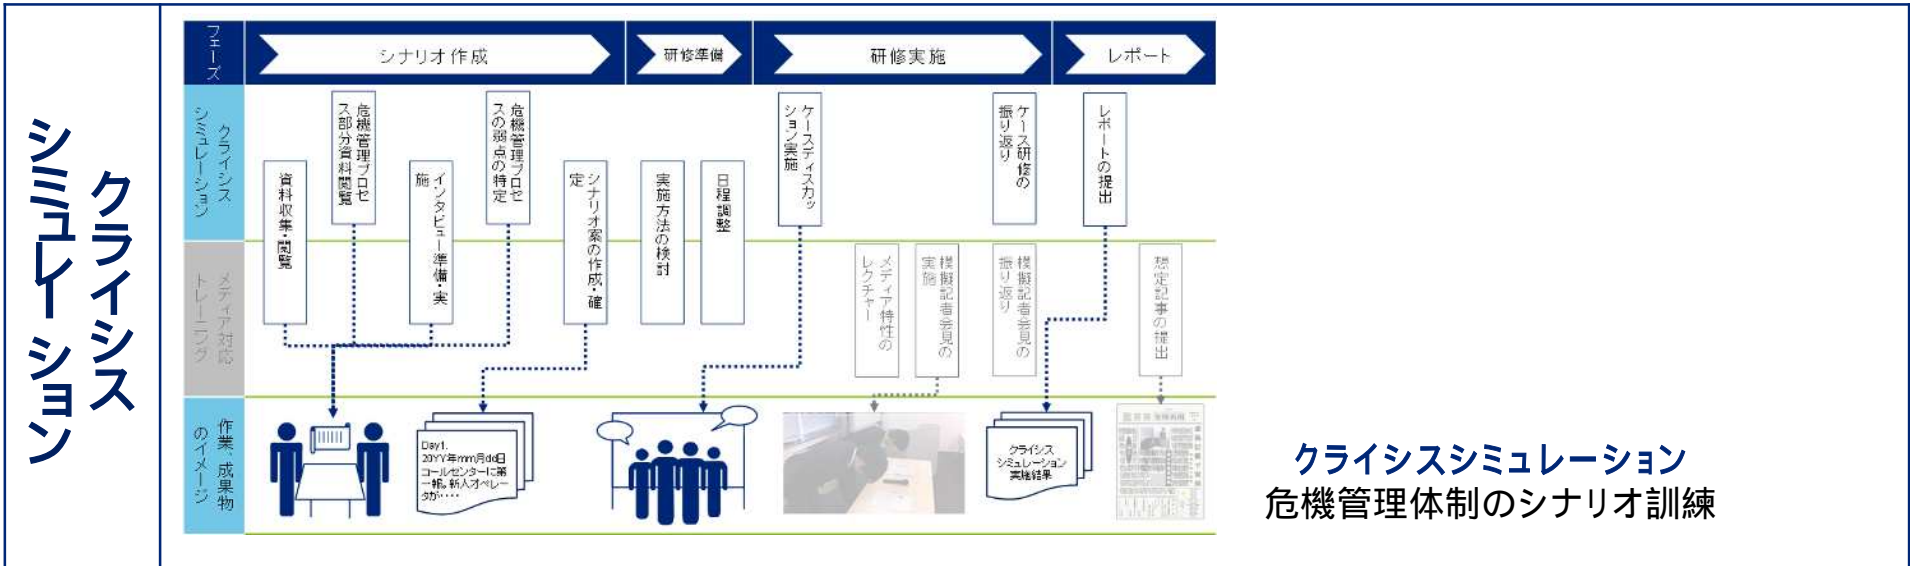 クライシス
シミュレーション
フェーズ
シナリオ作成
研修準備
研修実施
レポート
クライシス
シミュレーション
資料収集・閲覧
危機管理プロセ
ス部分資料閲覧
インタビュー準備・実
施
危機管理プロセ
スの弱点の特定
シナリオ案の作成・確
定
実施方法の検討
日程調整
ケースディスカッ
ション実施
ケース研修の
振り返り
レポートの提出
メディア対応
トレーニング
メディア特性の
レクチャー
模擬記者会見の
実施
模擬記者会見の
振り返り
想定記事の提出
作業、成果物
のイメージ
Day1.
20YY年mm月dd日
コールセンターに第
一報。新人オペレー
タが・・・・
クライシス
シミュレーション
実施結果
クライシスシミュレーション
危機管理体制のシナリオ訓練